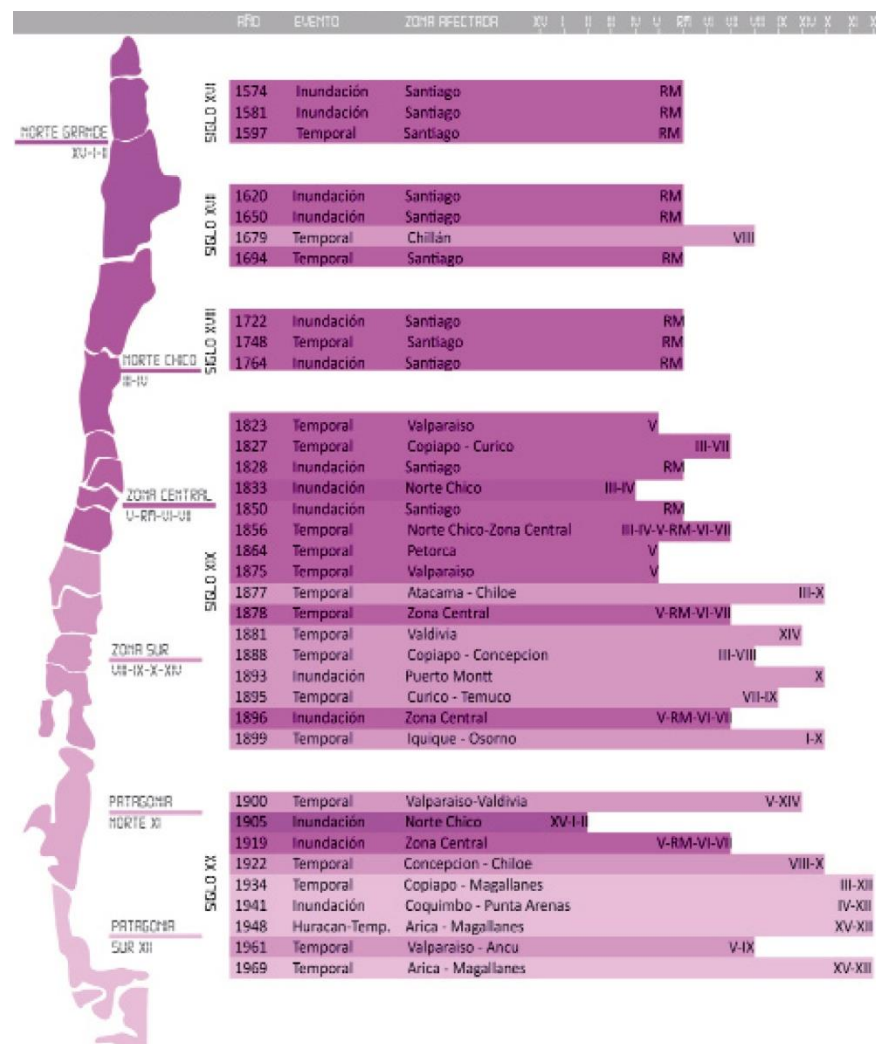 AÑO EVENTO ZONA AFECTADA XV I II III IV V RM VI VII VIII IX XIV X XI X
SIGLO XVI
1574 Inundación Santiago RM
1581 Inundación Santiago RM
1597 Temporal Santiago RM
NORTE GRANDE
XV-I-II
SIGLO XVII
1620 Inundación Santiago RM
1650 Inundación Santiago RM
1679 Temporal Chillán VIII
1694 Temporal Santiago RM
SIGLO XVIII
1722 Inundación Santiago RM
1748 Temporal Santiago RM
1764 Inundación Santiago RM
NORTE CHICO
III-IV
SIGLO XIX
1823 Temporal Valparaiso V
1827 Temporal Copiapo - Curico III-VII
1828 Inundación Santiago RM
1833 Inundación Norte Chico III-IV
1850 Inundación Santiago RM
1856 Temporal Norte Chico-Zona Central III-IV-V-RM-VI-VII
1864 Temporal Petorca V
1875 Temporal Valparaiso V
1877 Temporal Atacama - Chiloe III-X
1878 Temporal Zona Central V-RM-VI-VII
1881 Temporal Valdivia XIV
1888 Temporal Copiapo - Concepcion III-VIII
1893 Inundación Puerto Montt X
1895 Temporal Curico - Temuco VII-IX
1896 Inundación Zona Central V-RM-VI-VII
1899 Temporal Iquique - Osorno I-X
ZONA CENTRAL
V-RM-VI-VII
ZONA SUR
VIII-IX-X-XIV
SIGLO XX
1900 Temporal Valparaiso-Valdivia V-XIV
1905 Inundación Norte Chico XV-I-II
1919 Inundación Zona Central V-RM-VI-VII
1922 Temporal Concepcion - Chiloe VIII-X
1934 Temporal Copiapo - Magallanes III-XII
1941 Inundación Coquimbo - Punta Arenas IV-XII
1948 Huracan-Temp. Arica - Magallanes XV-XII
1961 Temporal Valparaiso - Ancu V-IX
1969 Temporal Arica - Magallanes XV-XII
PATAGONIA
NORTE XI
PATAGONIA
SUR XII